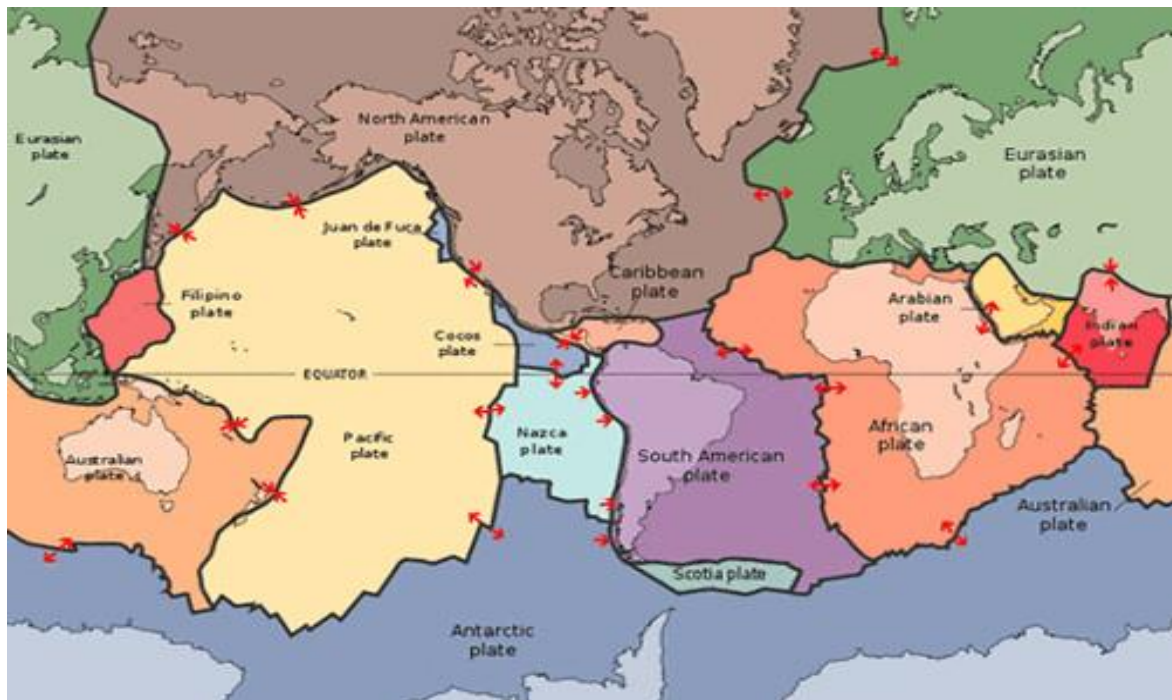 North American
plate
Eurasian
plate
Eurasian
plate
Juan de Fuca
plate
Caribbean
plate
Filipino
plate
Arabian
plate
Indian
plate
Cocos
plate
EQUATOR
Pacific
plate
Nazca
plate
South American
plate
African
plate
Australian
plate
Australian
plate
Scotia plate
Antarctic
plate